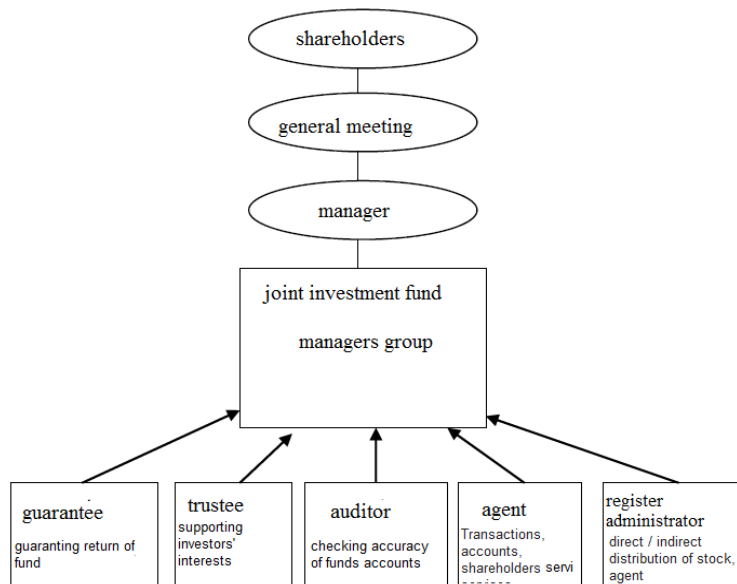 shareholders
general meeting
manager
joint investment fund
managers group
guarantee
guaranting return of
fund
trustee
supporting
investors'
interests
auditor
checking accuracy
of funds accounts
agent
Transactions,
accounts,
shareholders servi
register
administrator
direct / indirect
distribution of stock,
agent